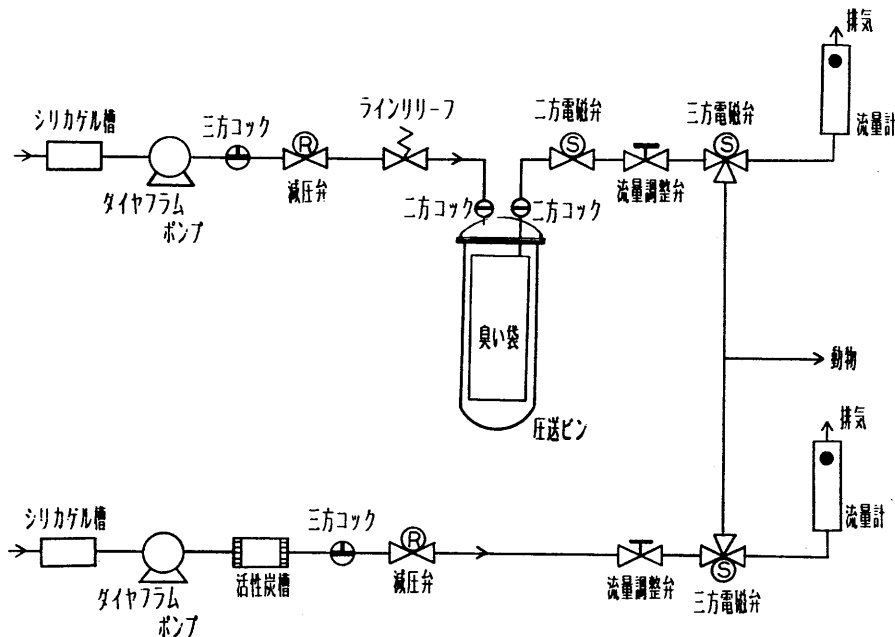 排気
シリカゲル槽
三方コック
ラインリリーフ
二方電磁弁
三方電磁弁
流量計
R
S
S
ダイヤフラム
ポンプ
減圧弁
二方コック
二方コック
流量調整弁
臭い袋
動物
圧送ビン
排気
シリカゲル槽
三方コック
流量計
R
S
ダイヤフラム
ポンプ
活性炭槽
減圧弁
流量調整弁
三方電磁弁